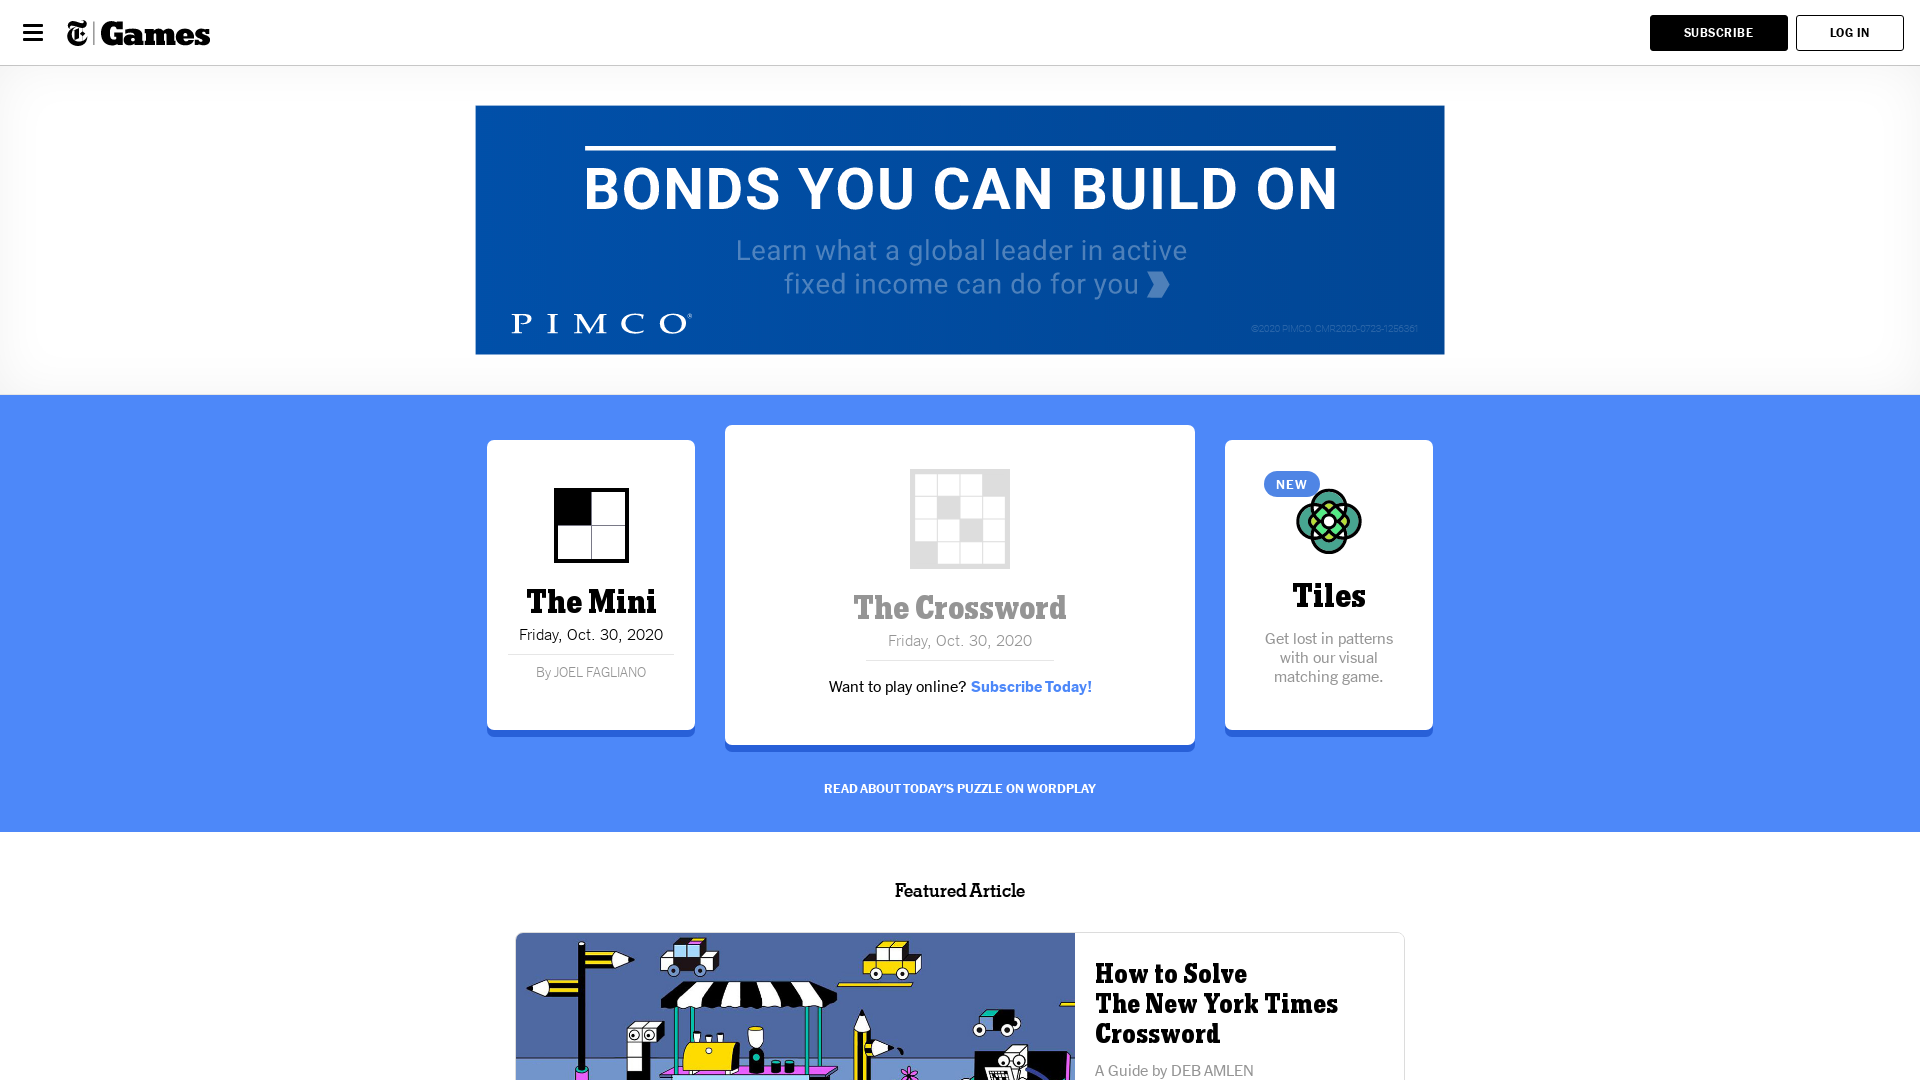 T Games
SUBSCRIBE
LOG IN
BONDS YOU CAN BUILD ON
Learn what a global leader in active
fixed income can do for you
PIMCO®
©2020 PIMCO. CMR2020-0723-1256361
The Mini
Friday, Oct. 30, 2020
By JOEL FAGLIANO
The Crossword
Friday, Oct. 30, 2020
Want to play online? Subscribe Today!
NEW
Tiles
Get lost in patterns
with our visual
matching game.
READ ABOUT TODAY'S PUZZLE ON WORDPLAY
Featured Article
How to Solve
The New York Times
Crossword
A Guide by DEB AMLEN